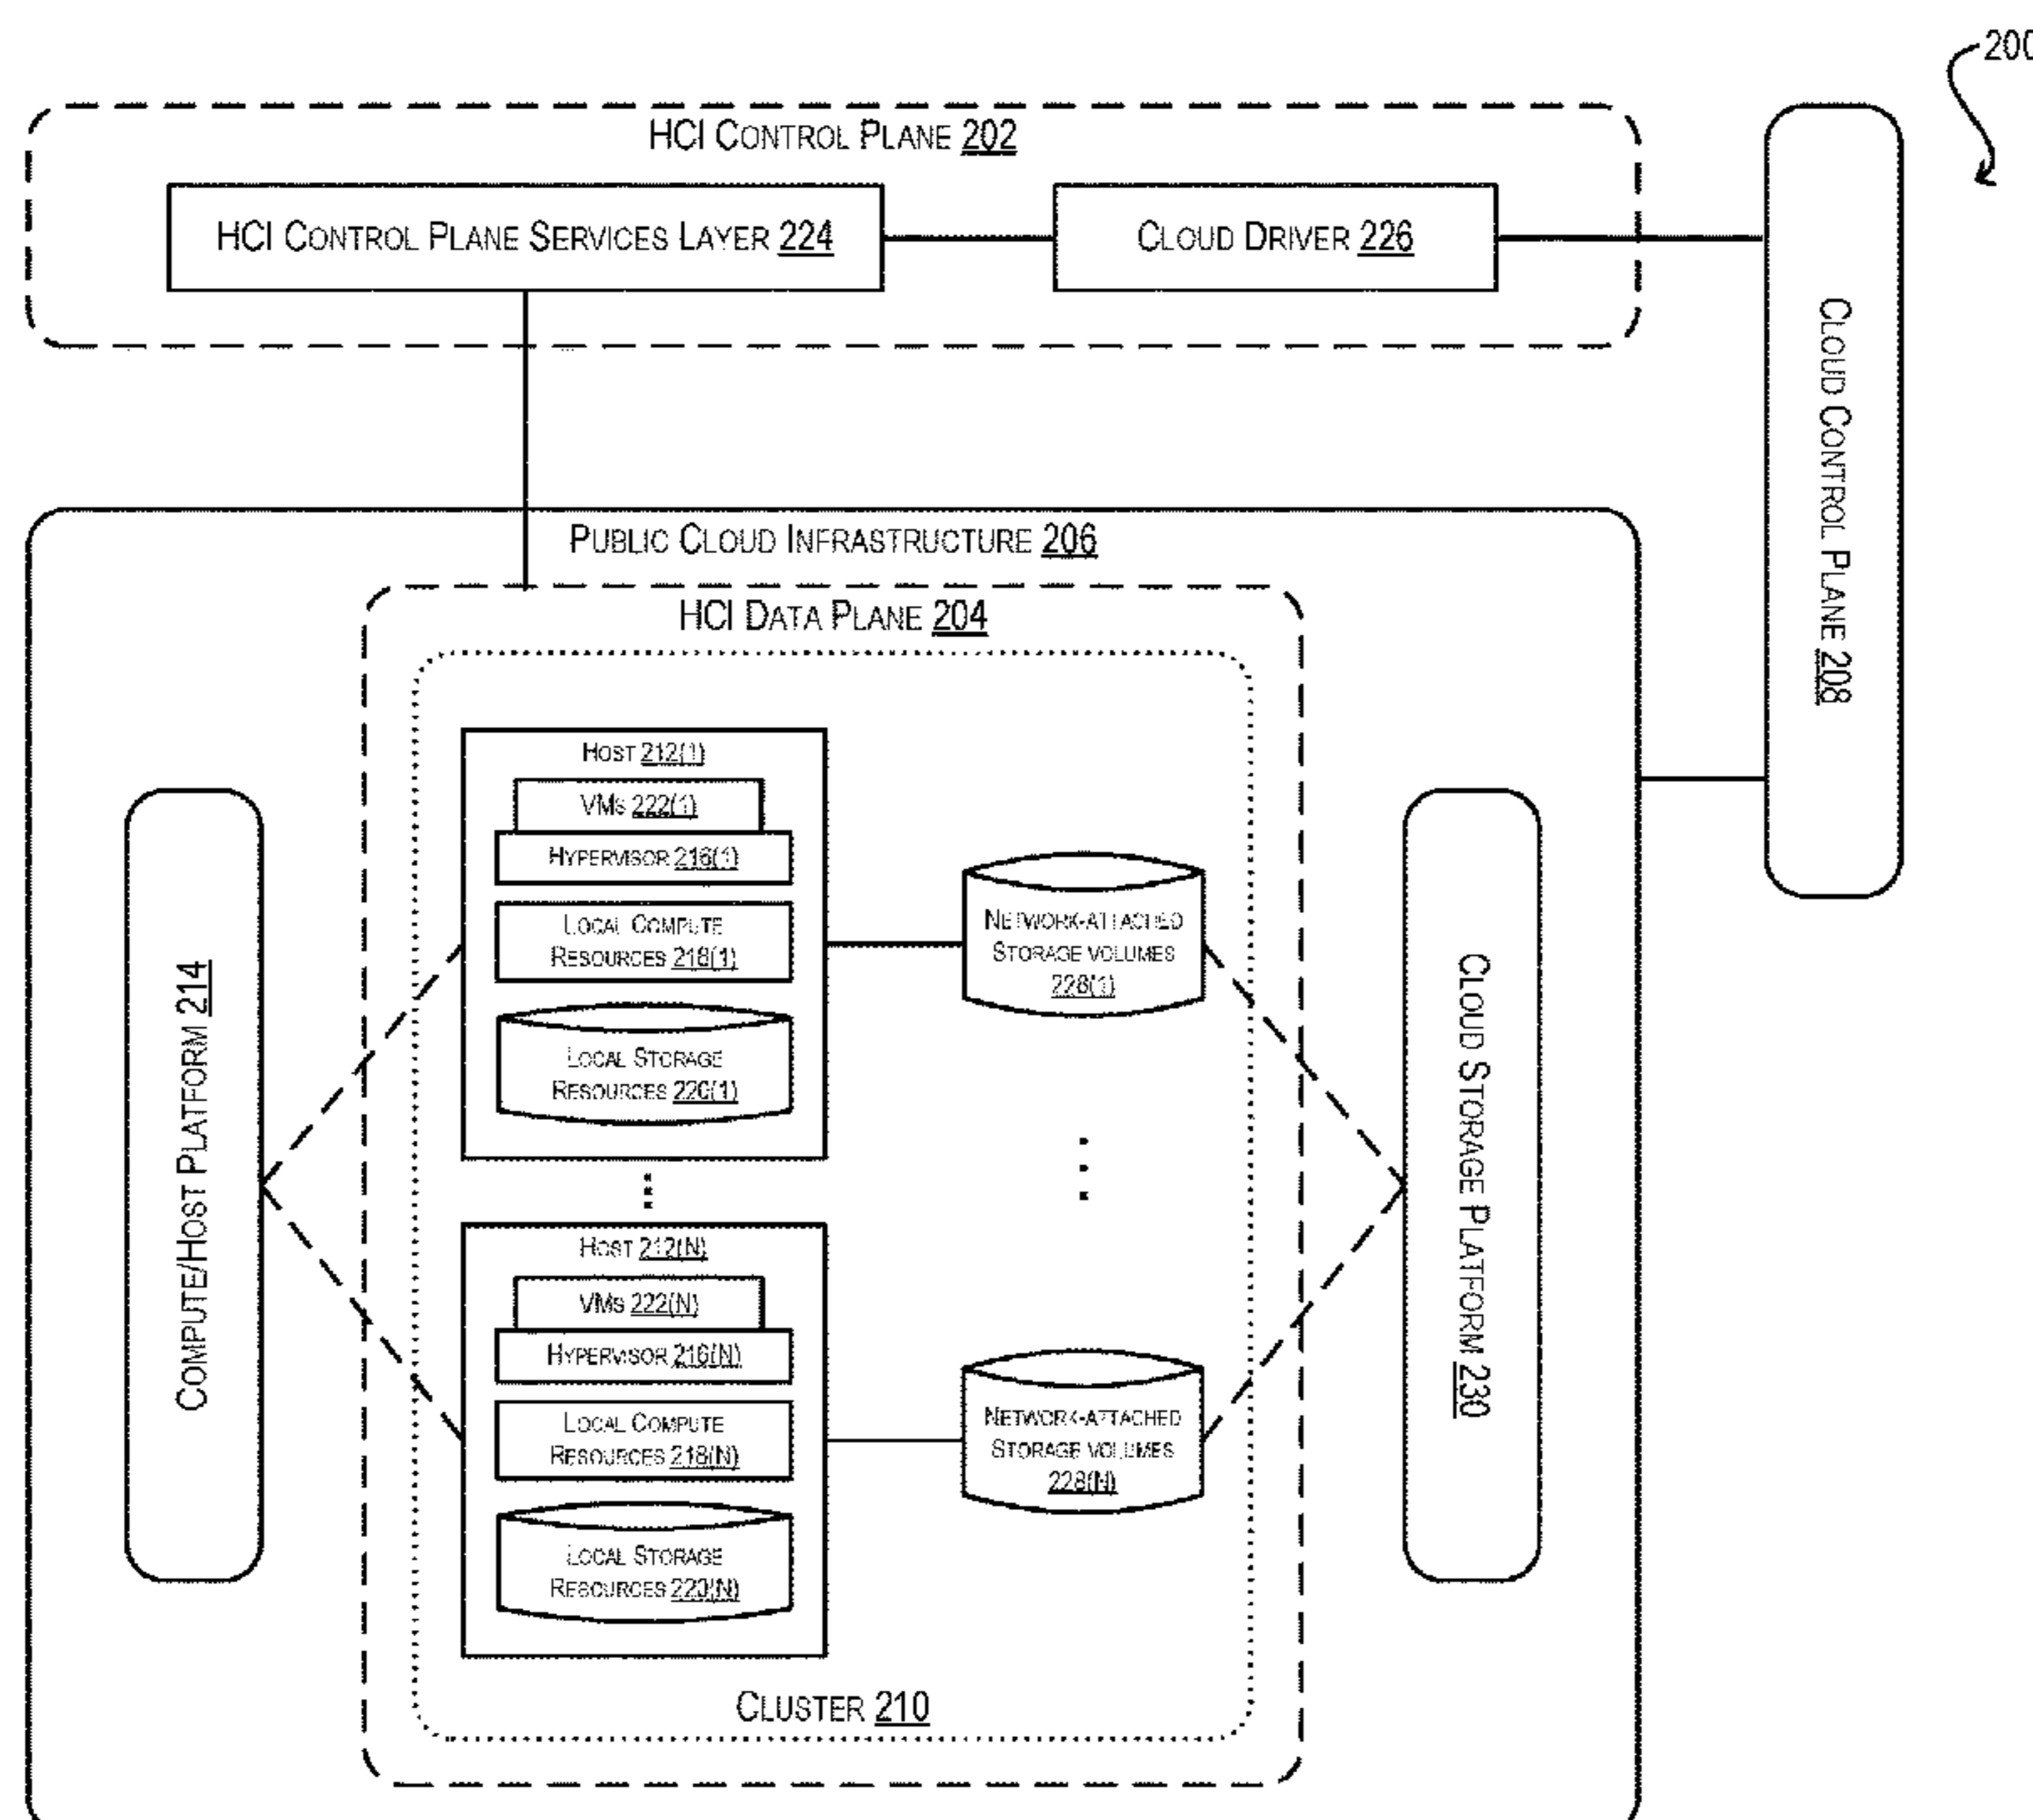 200
HCI CONTROL PLANE 202
HCI CONTROL PLANE SERVICES LAYER 224
CLOUD DRIVER 226
CLOUD CONTROL PLANE 208
PUBLIC CLOUD INFRASTRUCTURE 206
HCI DATA PLANE 204
HOST 212(1)
VMS 222(1)
HYPERVISOR 216(1)
LOCAL COMPUTE
RESOURCES 218(1)
LOCAL STORAGE
RESOURCES 220(1)
NETWORK-ATTACHED
STORAGE VOLUMES
228(1)
COMPUTE/HOST PLATFORM 214
CLOUD STORAGE PLATFORM 230
HOST 212(N)
VMS 222(N)
HYPERVISOR 216(N)
LOCAL COMPUTE
RESOURCES 218(N)
LOCAL STORAGE
RESOURCES 220(N)
NETWORK-ATTACHED
STORAGE VOLUMES
228(N)
CLUSTER 210